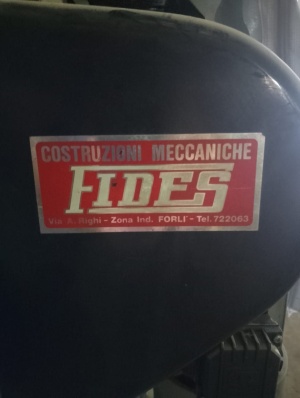 COSTRUZIONI MECCANICHE
FIDES
Via A. Righi - Zona Ind. FORLI' - Tel. 722063